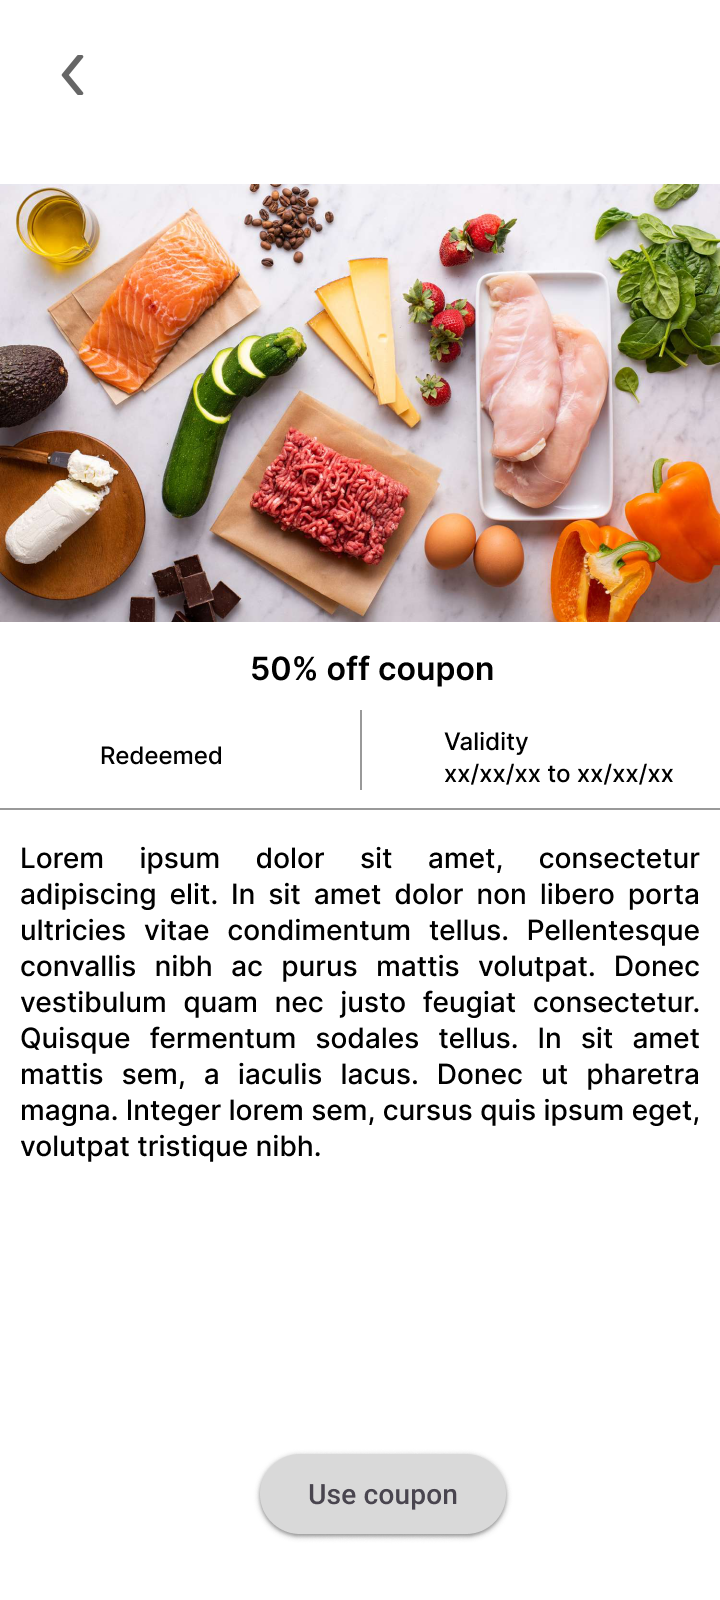 50% off coupon
Redeemed
Validity
xx/xx/xx to xx/xx/xx
Lorem ipsum dolor sit amet, consectetur
adipiscing elit. In sit amet dolor non libero porta
ultricies vitae condimentum tellus. Pellentesque
convallis nibh ac purus mattis volutpat. Donec
vestibulum quam nec justo feugiat consectetur.
Quisque fermentum sodales tellus. In sit amet
mattis sem, a iaculis lacus. Donec ut pharetra
magna. Integer lorem sem, cursus quis ipsum eget,
volutpat tristique nibh.
Use coupon